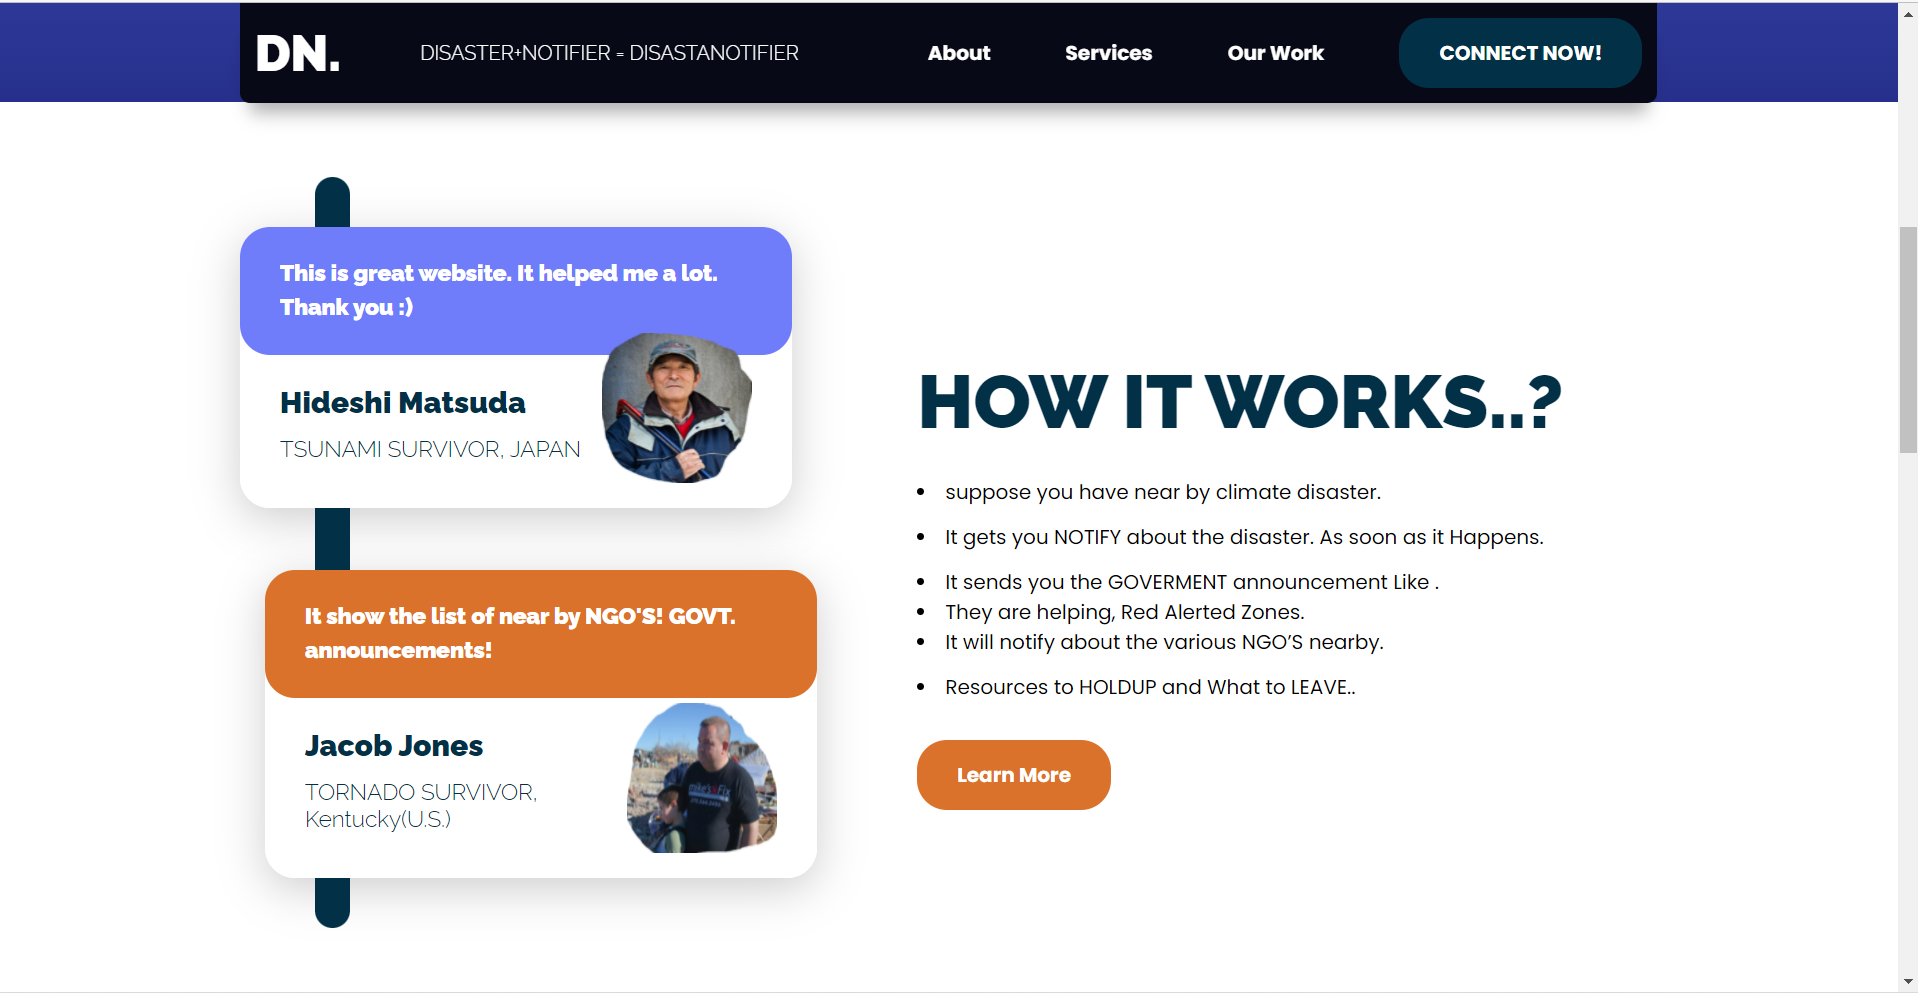 DN.
DISASTER+NOTIFIER = DISASTANOTIFIER
About
Services
Our Work
CONNECT NOW!
This is great website. It helped me a lot.
Thank you :)
Hideshi Matsuda
TSUNAMI SURVIVOR, JAPAN
It show the list of near by NGO'S! GOVT.
announcements!
Jacob Jones
TORNADO SURVIVOR,
Kentucky(U.S.)
HOW IT WORKS..?
suppose you have near by climate disaster.
It gets you NOTIFY about the disaster. As soon as it Happens.
It sends you the GOVERMENT announcement Like .
They are helping, Red Alerted Zones.
It will notify about the various NGO’S nearby.
Resources to HOLDUP and What to LEAVE..
Learn More